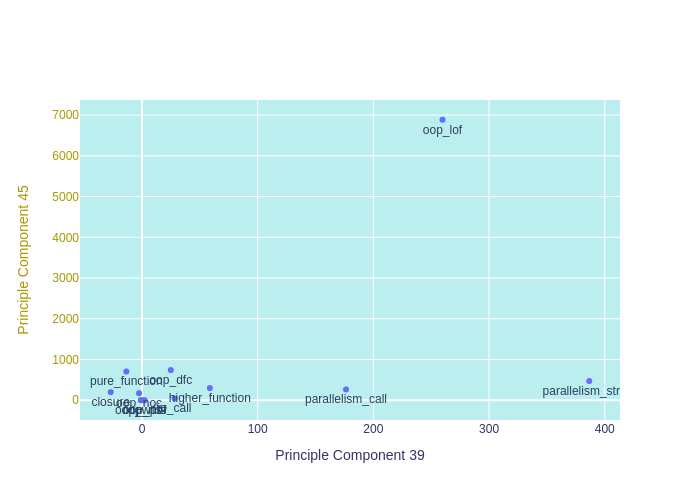 7000
6000
5000
4000
3000
2000
1000
0
Principle Component 45
oop_lof
pure_function
oop_dfc
higher_function
closure
parallelism_call
parallelism_str
0
100
200
300
400
Principle Component 39